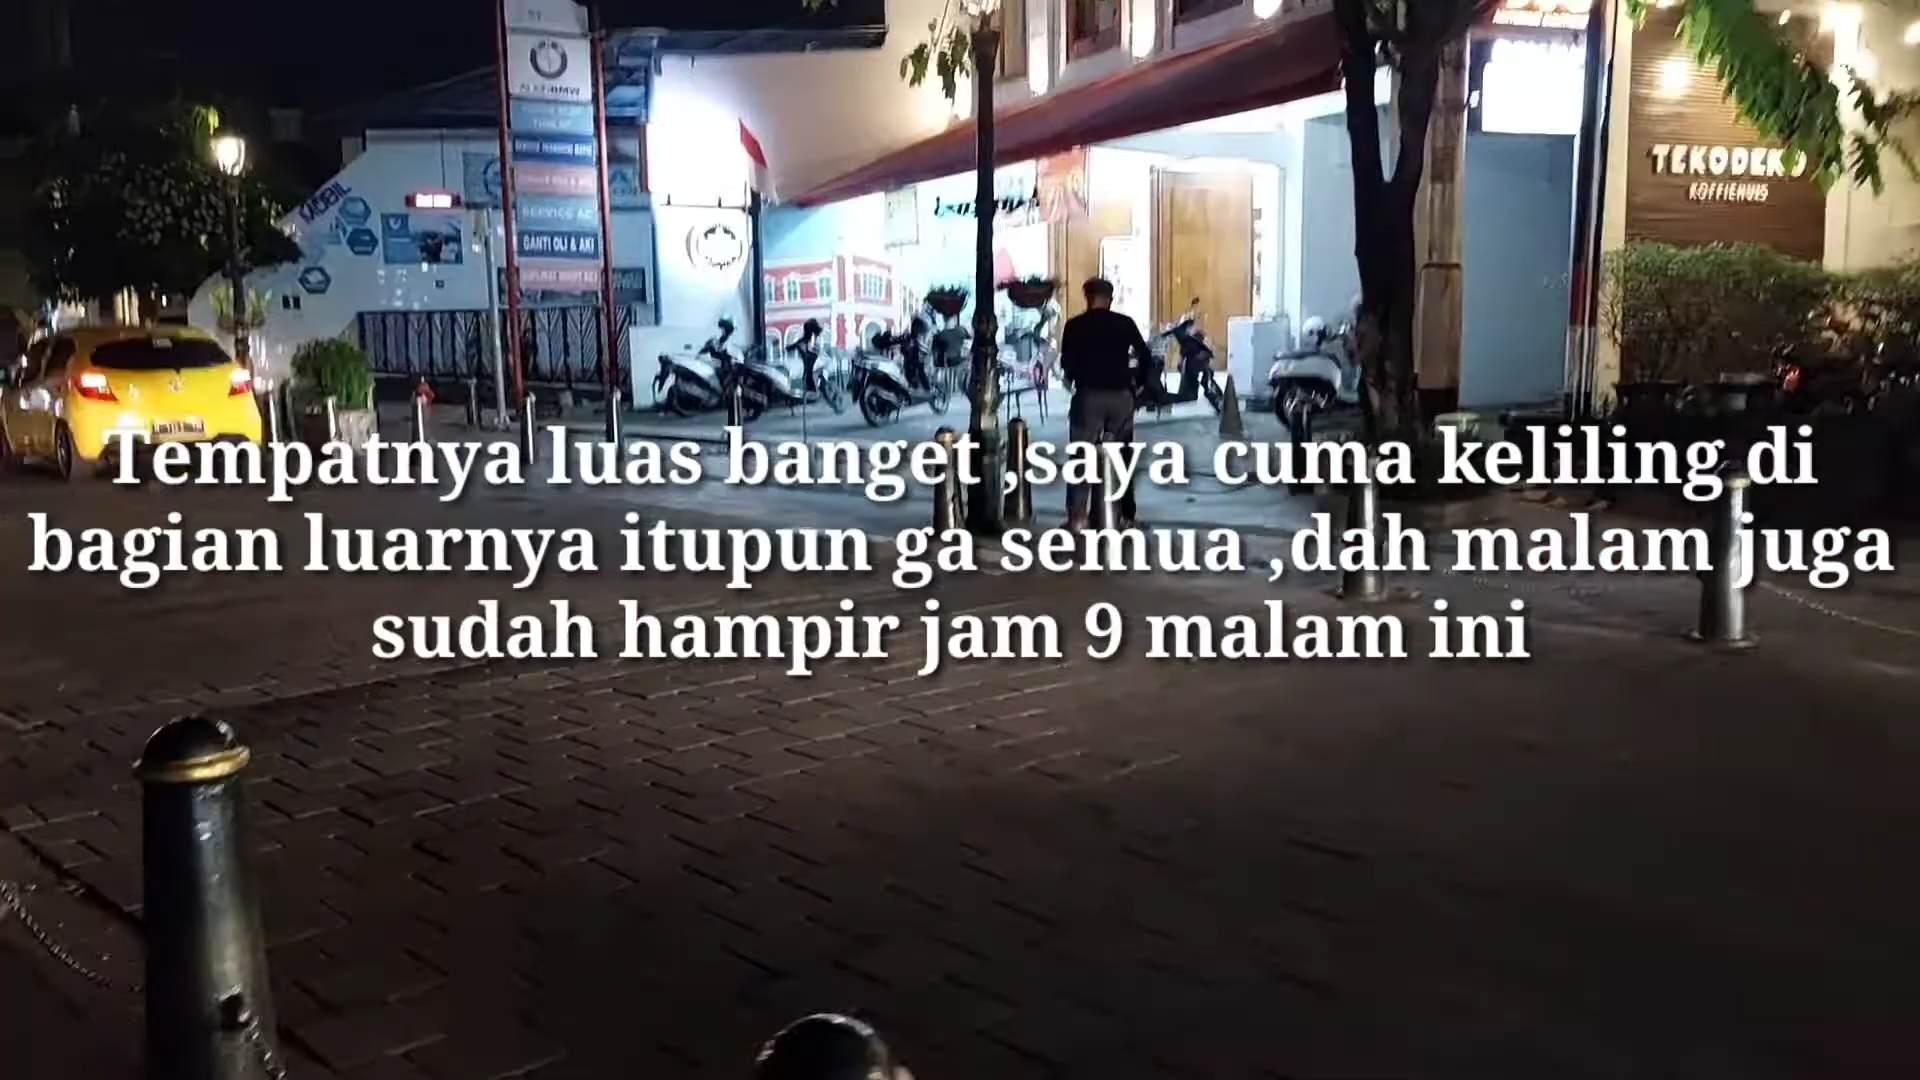 TEKODEKO
KOFFIEHUIS
SERVICE AC
GANTI OLI & AKI
Tempatnya luas banget ,saya cuma keliling di
bagian luarnya itupun ga semua ,dah malam juga
sudah hampir jam 9 malam ini